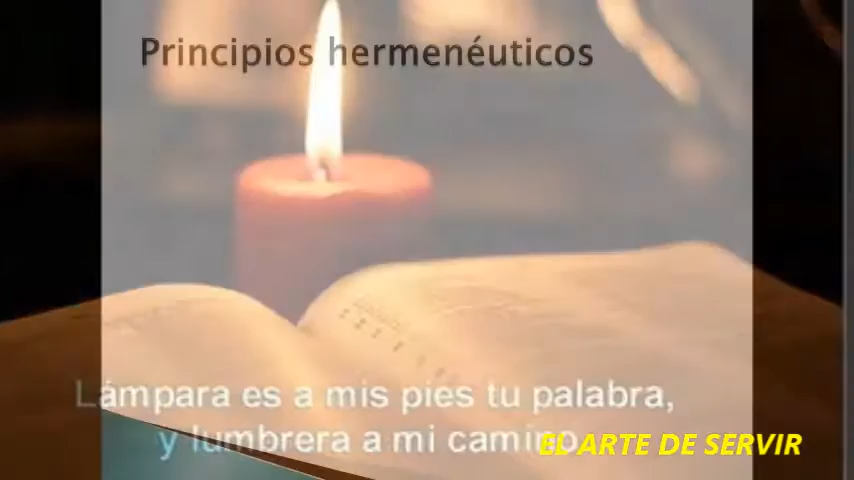 Principios hermenéuticos
Lámpara es a mis pies tu palabra,
y lumbrera a mi camino.
EL ARTE DE SERVIR